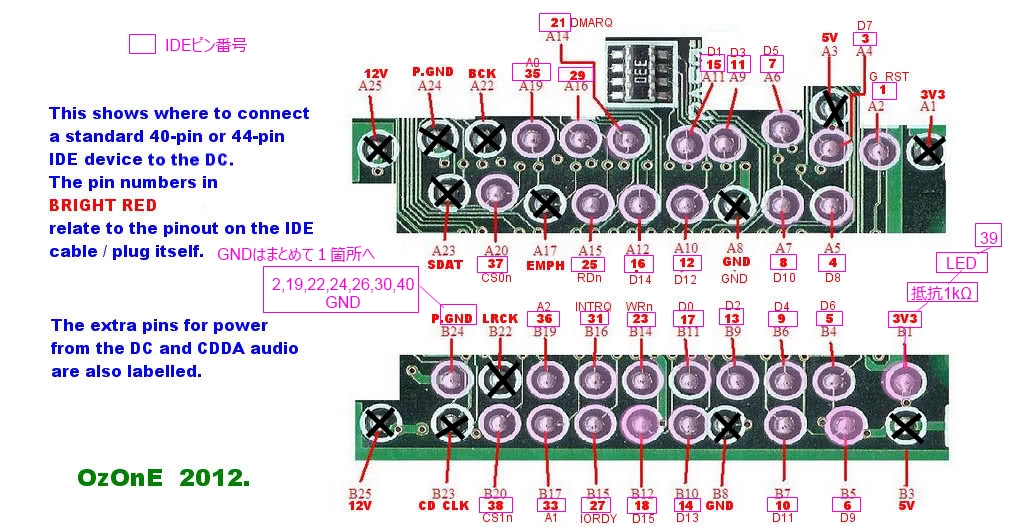 IDEピン番号
This shows where to connect
a standard 40-pin or 44-pin
IDE device to the DC.
The pin numbers in
BRIGHT RED
relate to the pinout on the IDE
cable / plug itself.
GNDはまとめて１箇所へ
2,19,22,24,26,30,40
GND
The extra pins for power
from the DC and CDDA audio
are also labelled.
OzOnE 2012.
21 DMARQ
A14
12V
A25
P.GND
A24
BCK
A22
A0
35
A19
29
A16
D1
15
A11
D3
11
A9
D5
7
A6
5V
A3
D7
3
A4
G_RST
1
A2
3V3
A1
A23
SDAT
A20
37
CS0n
A17
EMPH
A15
25
RDn
A12
16
D14
A10
12
D12
A8
GND
GND
A7
8
D10
A5
4
D8
39
LED
抵抗1kΩ
P.GND
B24
LRCK
B22
A2
36
B19
INTRQ
31
B16
WRn
23
B14
D0
17
B11
D2
13
B9
D4
9
B6
D6
5
B4
3V3
B1
B25
12V
B23
CD CLK
B20
38
CS1n
B17
33
A1
B15
27
IORDY
B12
18
D15
B10
14
D13
B8
GND
B7
10
D11
B5
6
D9
B3
5V